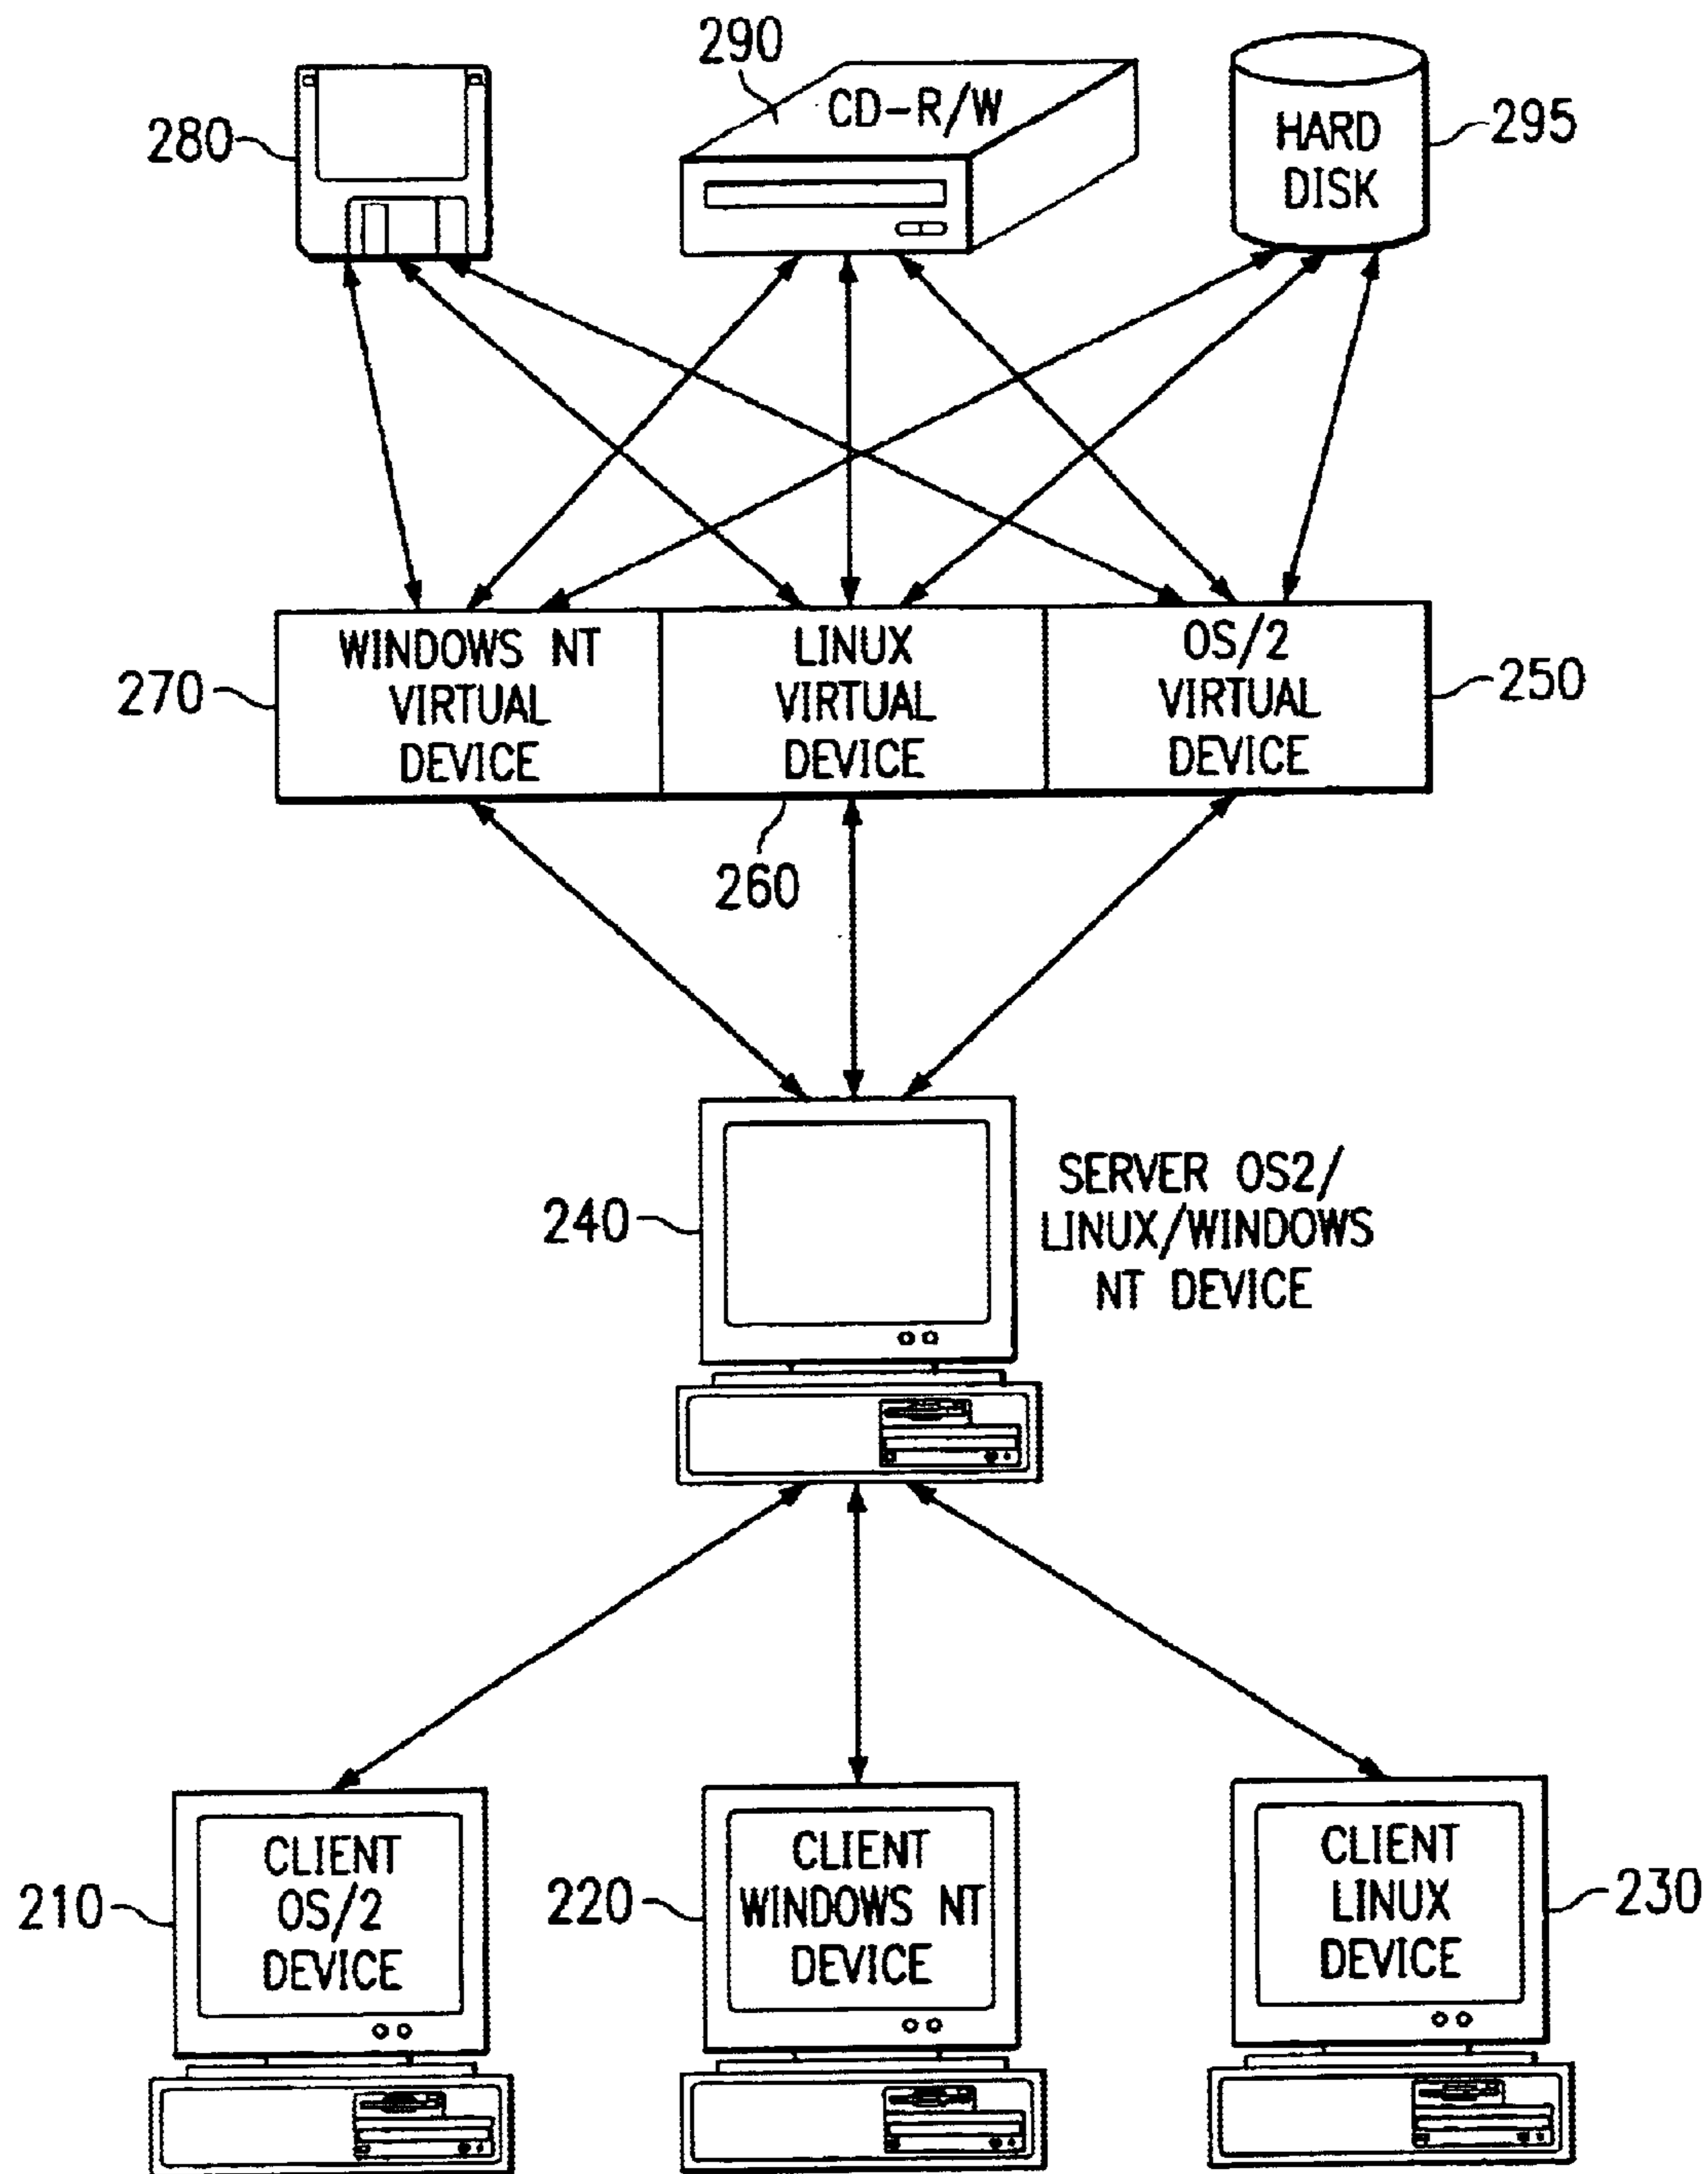 290
CD-R/W
280
HARD
DISK
295
270
WINDOWS NT
VIRTUAL
DEVICE
LINUX
VIRTUAL
DEVICE
OS/2
VIRTUAL
DEVICE
250
260
240
SERVER OS2/
LINUX/WINDOWS
NT DEVICE
210
CLIENT
OS/2
DEVICE
220
CLIENT
WINDOWS NT
DEVICE
CLIENT
LINUX
DEVICE
230